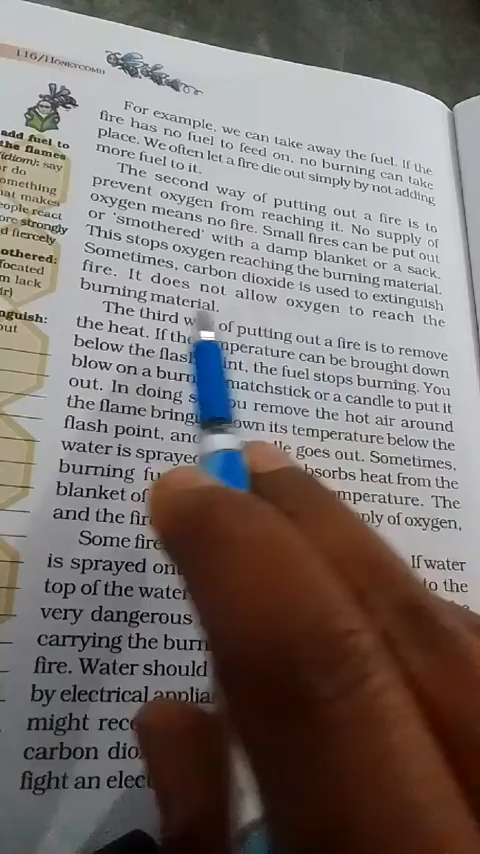 116/HONEYCOMB
add fuel to
the flames
(idiom): say
or do
something
that makes
people react
more strongly
d fiercely
othered:
focated
m lack
ir)
nguish:
out
For example, we can take away the fuel. If the
fire has no fuel to feed on, no burning can take
place. We often let a fire die out simply by not adding
more fuel to it.
The second way of putting out a fire is to
prevent oxygen from reaching it. No supply of
oxygen means no fire. Small fires can be put out
or ‘smothered’ with a damp blanket or a sack.
This stops oxygen reaching the burning material.
Sometimes, carbon dioxide is used to extinguish
fire. It does not allow oxygen to reach the
burning material.
The third w of putting out a fire is to remove
the heat. If the mperature can be brought down
below the flas int, the fuel stops burning. You
blow on a burn matchstick or a candle to put it
out. In doing s u remove the hot air around
the flame bring own its temperature below the
flash point, and le goes out. Sometimes,
water is spraye bsorbs heat from the
burning fu mperature. The
blanket of ply of oxygen,
and the fir
Some fire If water
is sprayed on to the
top of the water
very dangerous
carrying the burn
fire. Water should
by electrical applia
might rec
carbon dio
fight an elec